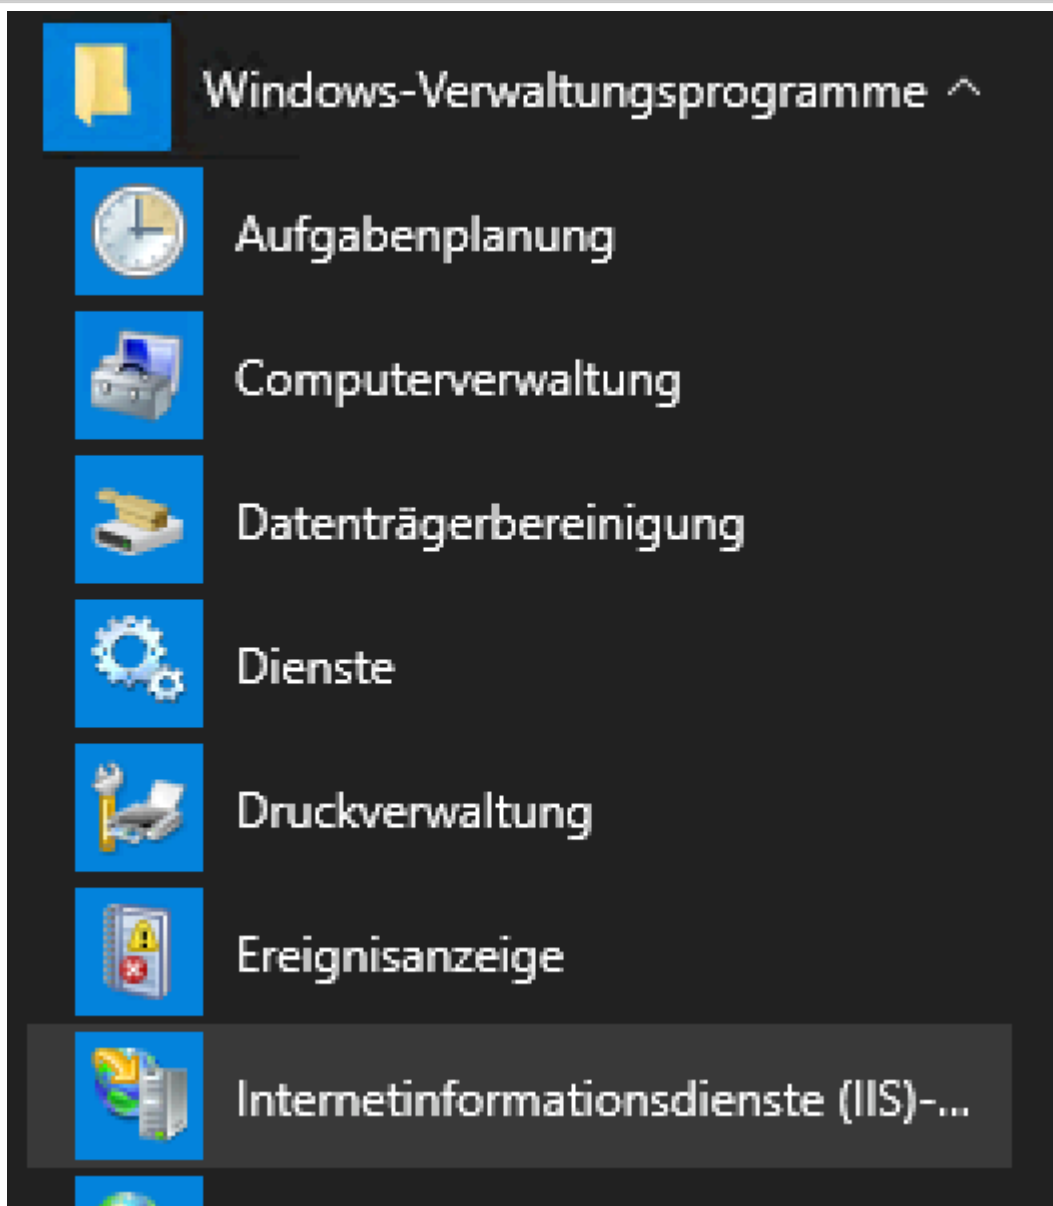 Windows-Verwaltungsprogramme
Aufgabenplanung
Computerverwaltung
Datenträgerbereinigung
Dienste
Druckverwaltung
Ereignisanzeige
Internetinformationsdienste (IIS)-...